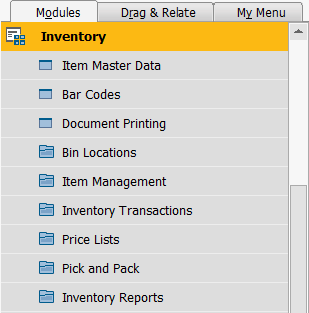 Modules Drag & Relate My Menu
Inventory
Item Master Data
Bar Codes
Document Printing
Bin Locations
Item Management
Inventory Transactions
Price Lists
Pick and Pack
Inventory Reports